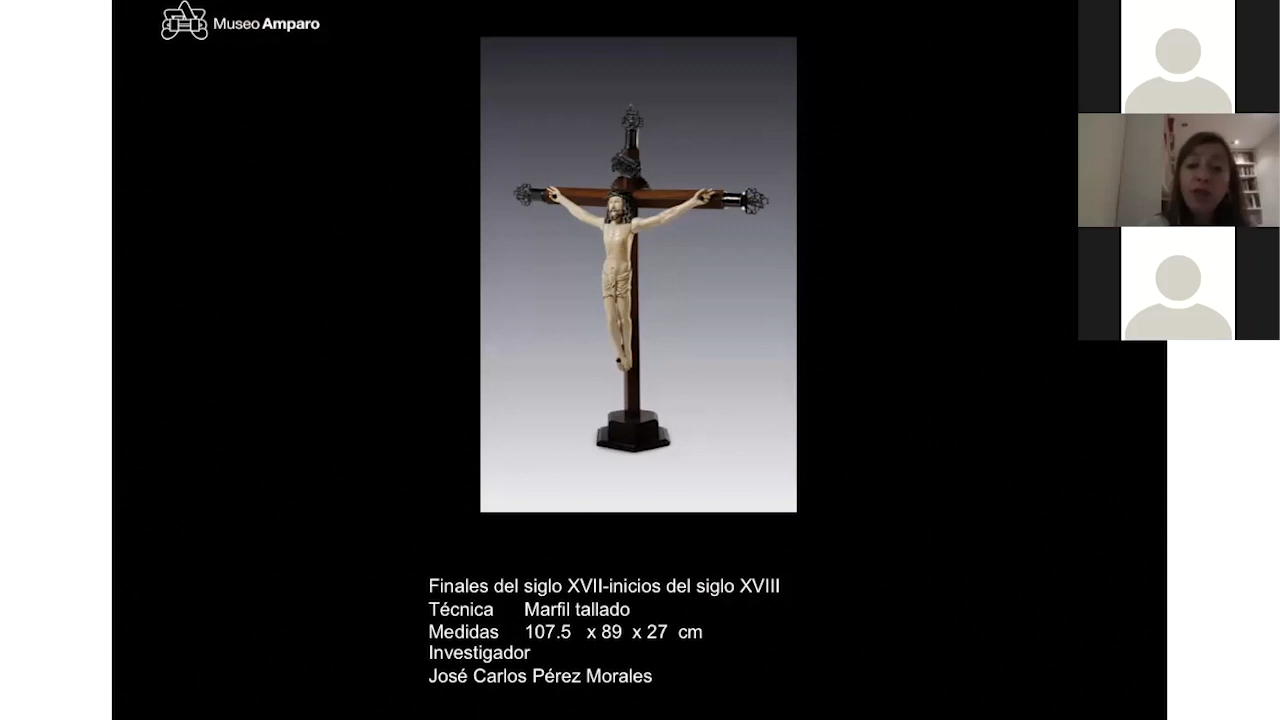 Museo Amparo
Finales del siglo XVII-inicios del siglo XVIII
Técnica Marfil tallado
Medidas 107.5 x 89 x 27 cm
Investigador
José Carlos Pérez Morales